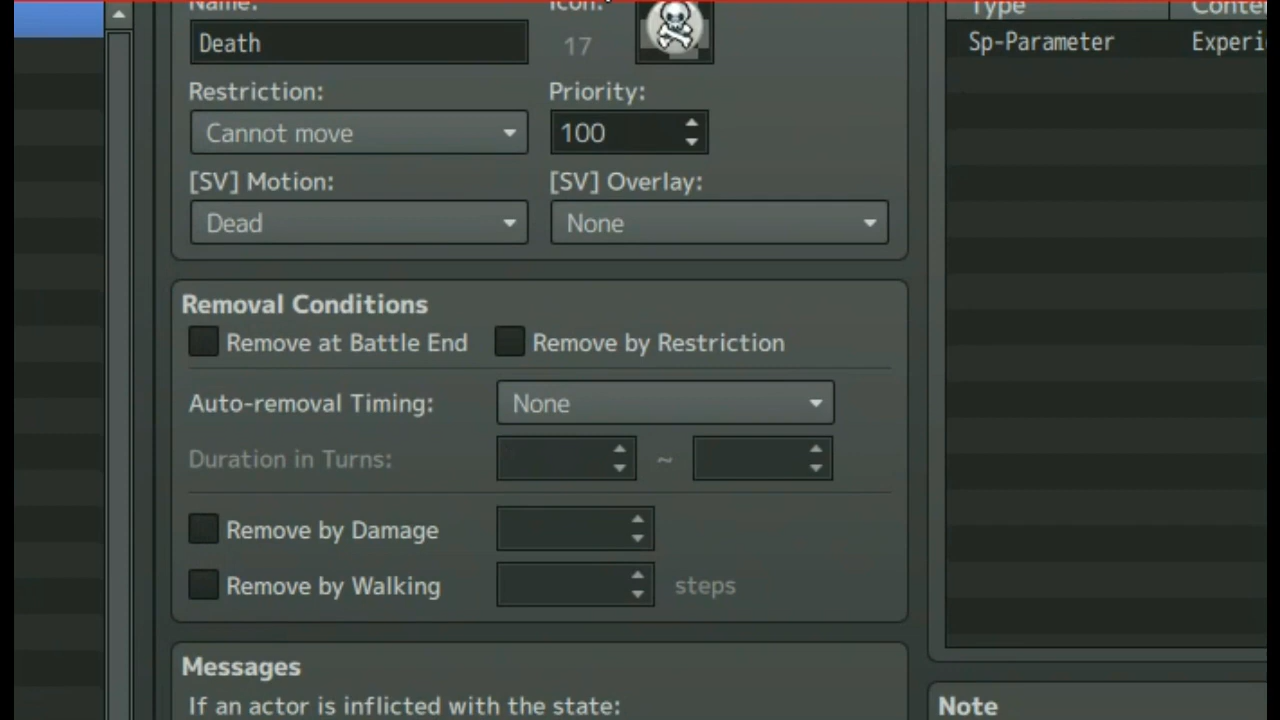 Name:
Icon:
Type
Death
17
Sp-Parameter
Restriction:
Priority:
Cannot move
100
[SV] Motion:
[SV] Overlay:
Dead
None
Removal Conditions
Remove at Battle End
Remove by Restriction
Auto-removal Timing:
None
Duration in Turns:
~
Remove by Damage
Remove by Walking
steps
Messages
If an actor is inflicted with the state:
Note